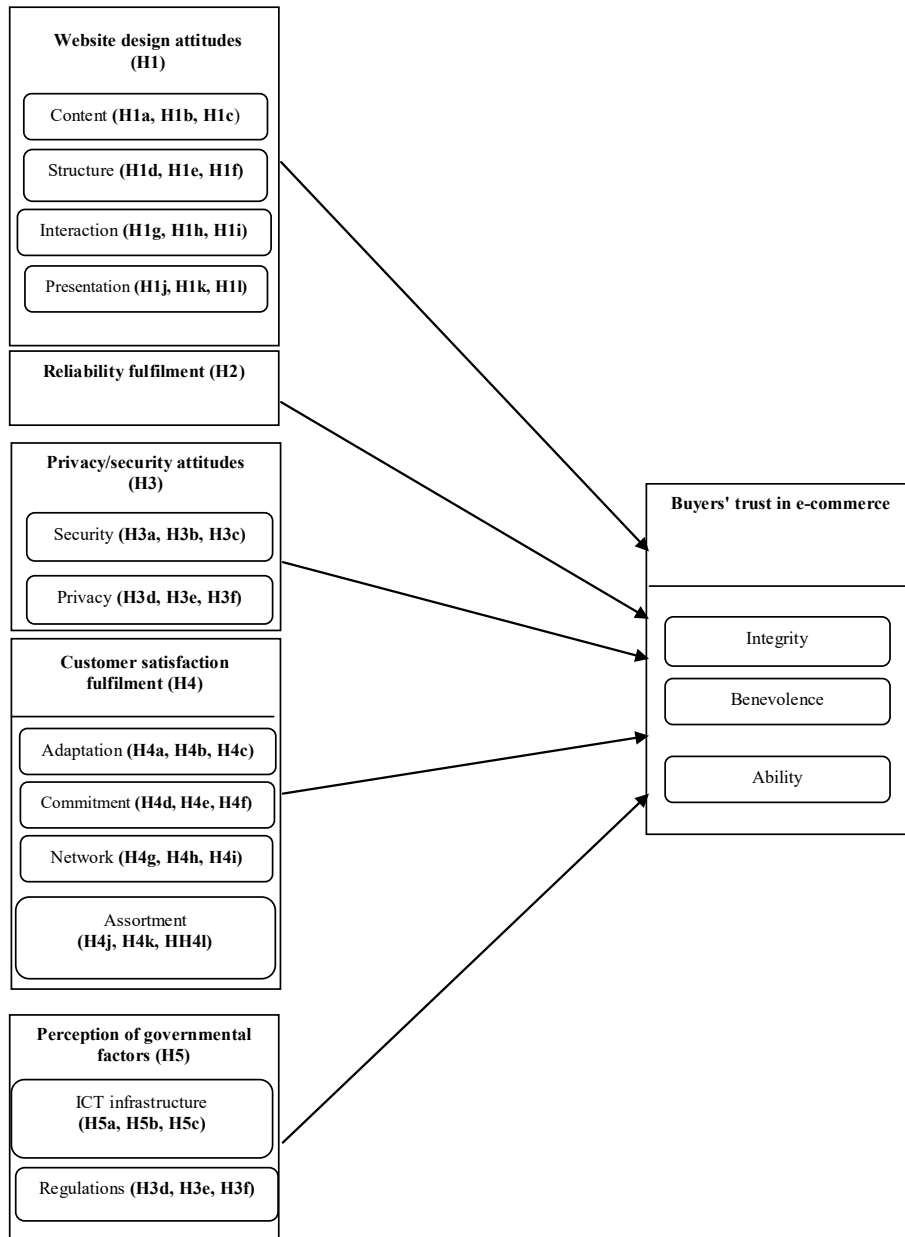 Website design attitudes
(H1)
Content (H1a, H1b, H1c)
Structure (H1d, H1e, H1f)
Interaction (H1g, H1h, H1i)
Presentation (H1j, H1k, H1l)
Reliability fulfilment (H2)
Privacy/security attitudes
(H3)
Security (H3a, H3b, H3c)
Privacy (H3d, H3e, H3f)
Customer satisfaction
fulfilment (H4)
Adaptation (H4a, H4b, H4c)
Commitment (H4d, H4e, H4f)
Network (H4g, H4h, H4i)
Assortment
(H4j, H4k, HH4l)
Perception of governmental
factors (H5)
ICT infrastructure
(H5a, H5b, H5c)
Regulations (H3d, H3e, H3f)
Buyers' trust in e-commerce
Integrity
Benevolence
Ability